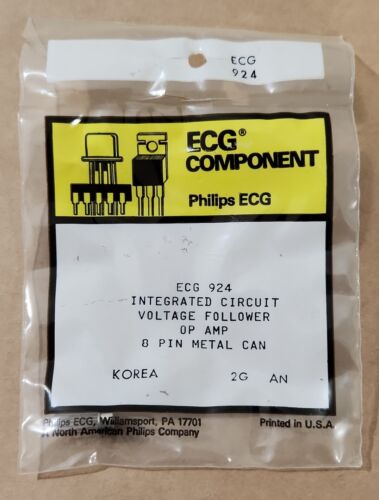 ECG
924
ECG®
COMPONENT
Philips ECG
ECG 924
INTEGRATED CIRCUIT
VOLTAGE FOLLOWER
OP AMP
8 PIN METAL CAN
KOREA 2G AN
Philips ECG, Williamsport, PA 17701 Printed in U.S.A.
A North American Philips Company